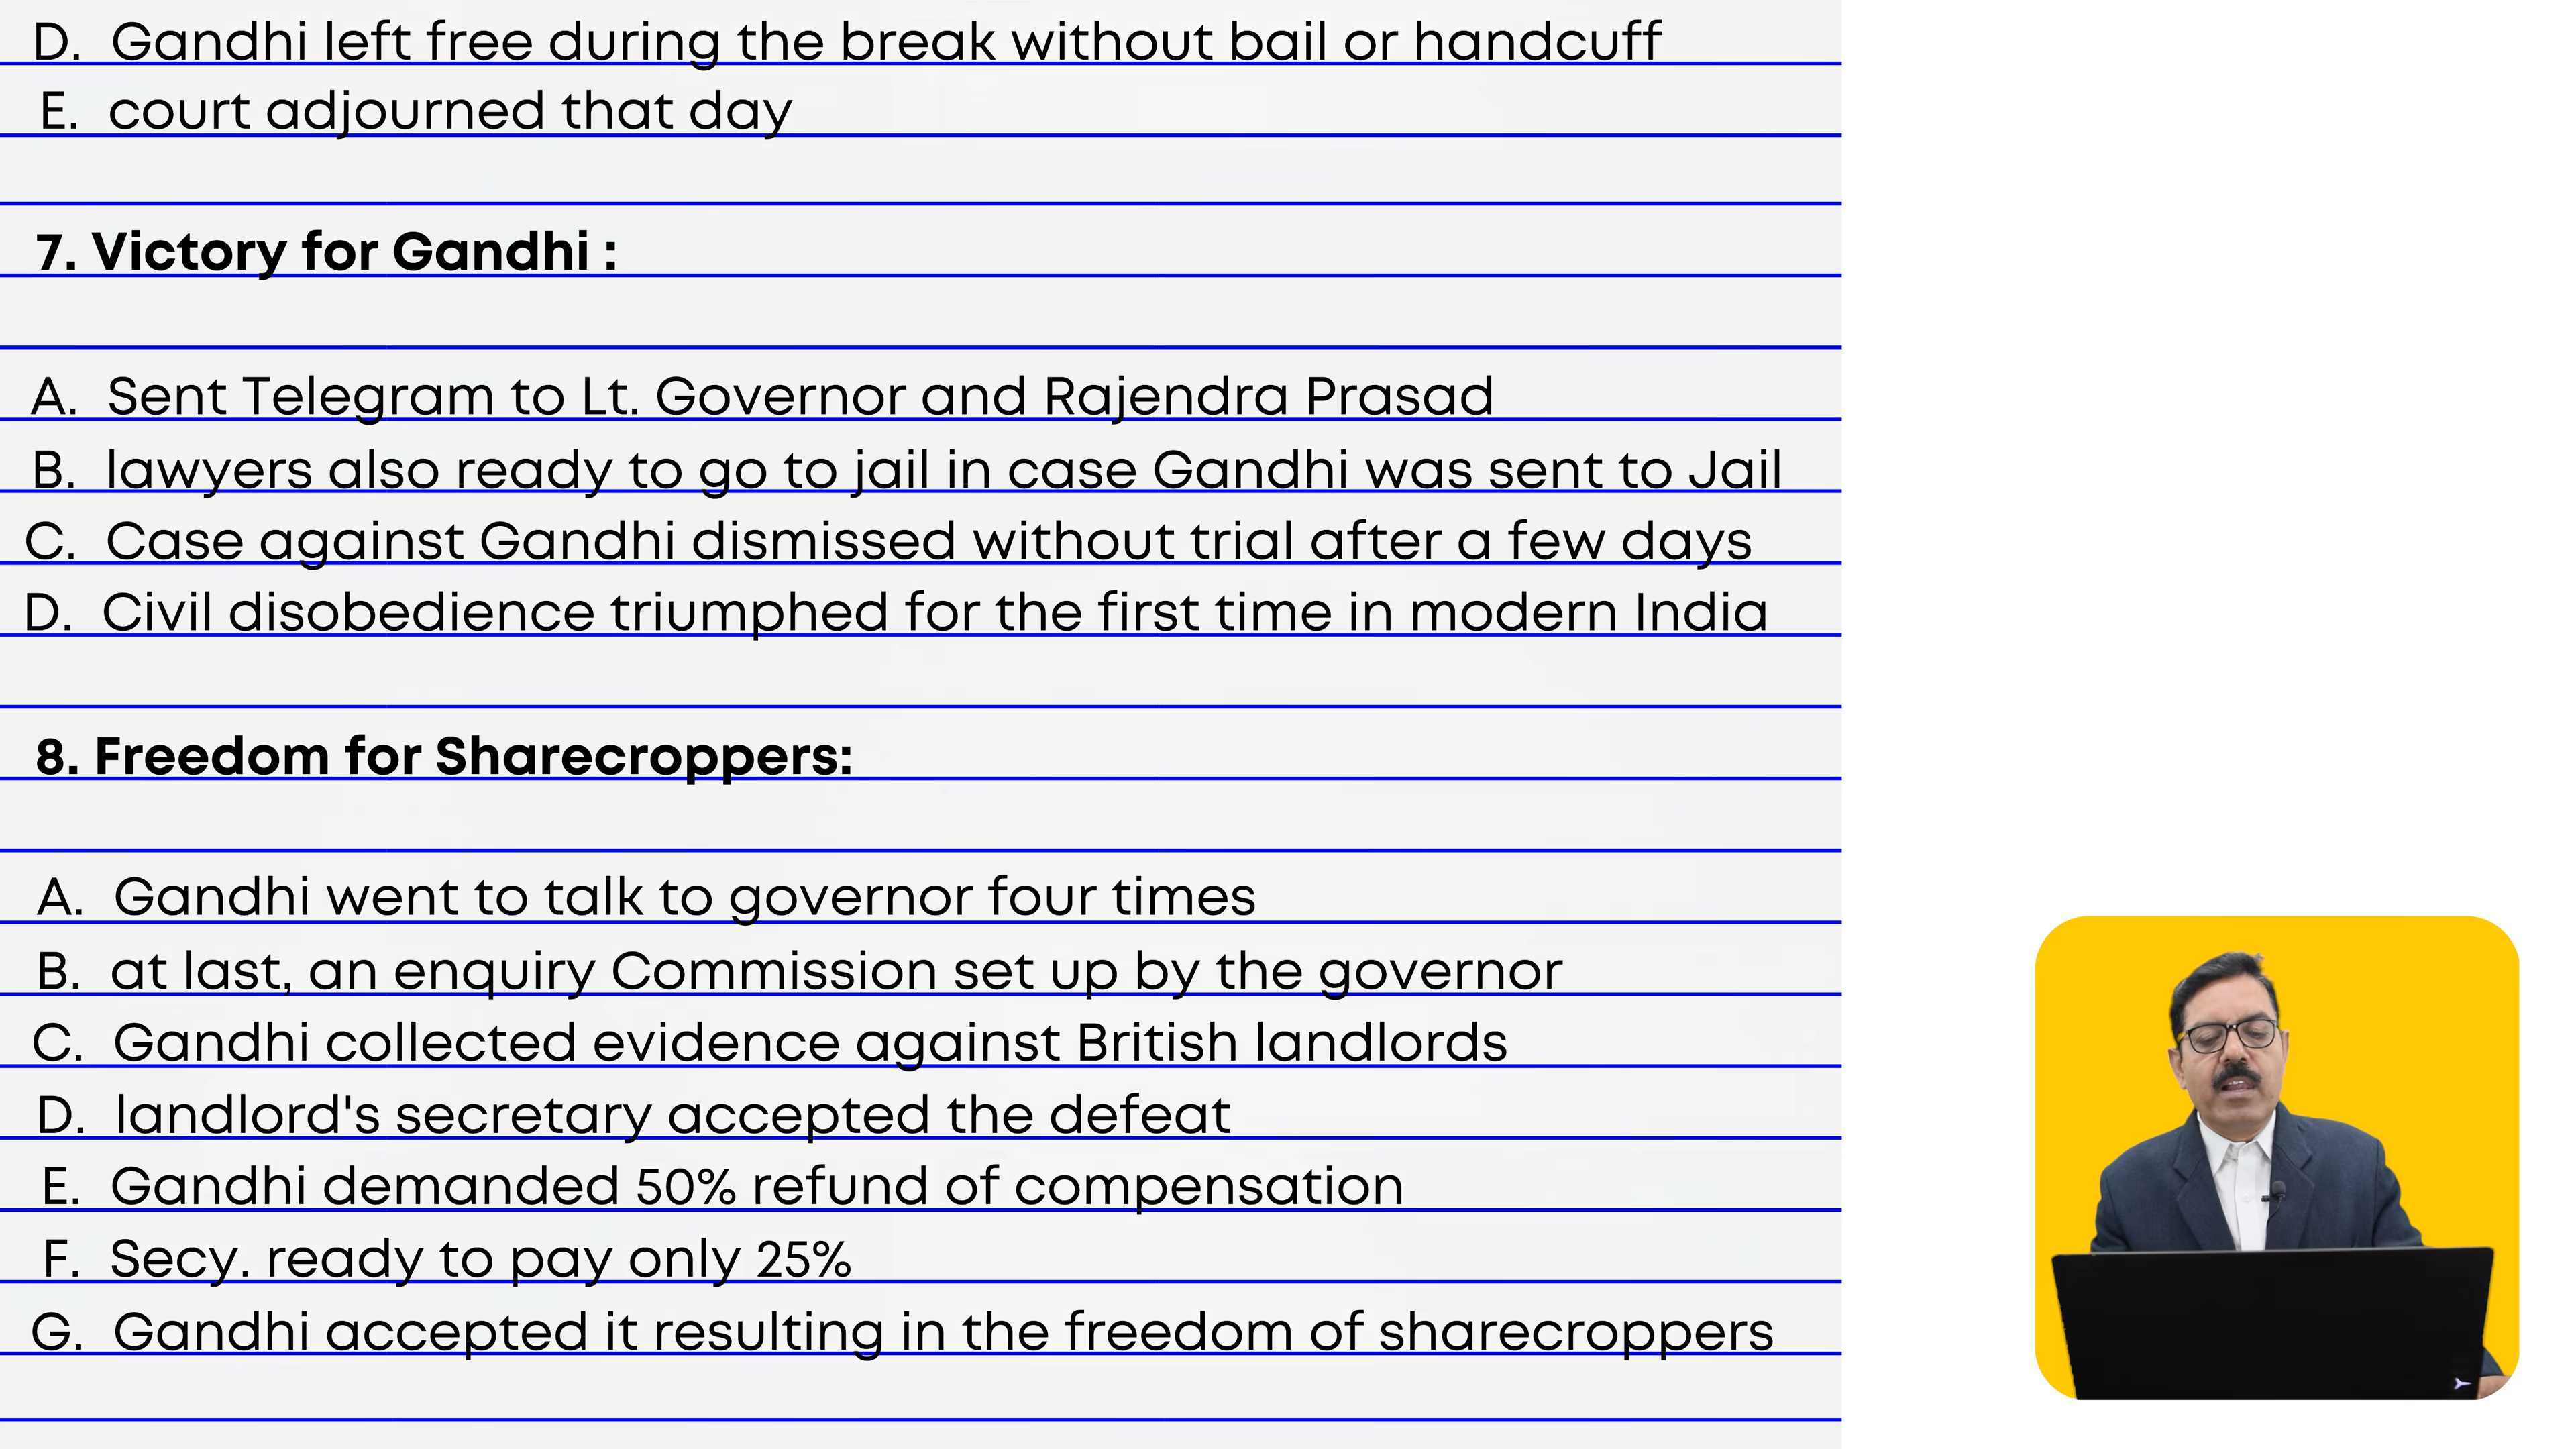 D. Gandhi left free during the break without bail or handcuff
E. court adjourned that day
7. Victory for Gandhi :
A. Sent Telegram to Lt. Governor and Rajendra Prasad
B. lawyers also ready to go to jail in case Gandhi was sent to Jail
C. Case against Gandhi dismissed without trial after a few days
D. Civil disobedience triumphed for the first time in modern India
8. Freedom for Sharecroppers:
A. Gandhi went to talk to governor four times
B. at last, an enquiry Commission set up by the governor
C. Gandhi collected evidence against British landlords
D. landlord's secretary accepted the defeat
E. Gandhi demanded 50% refund of compensation
F. Secy. ready to pay only 25%
G. Gandhi accepted it resulting in the freedom of sharecroppers